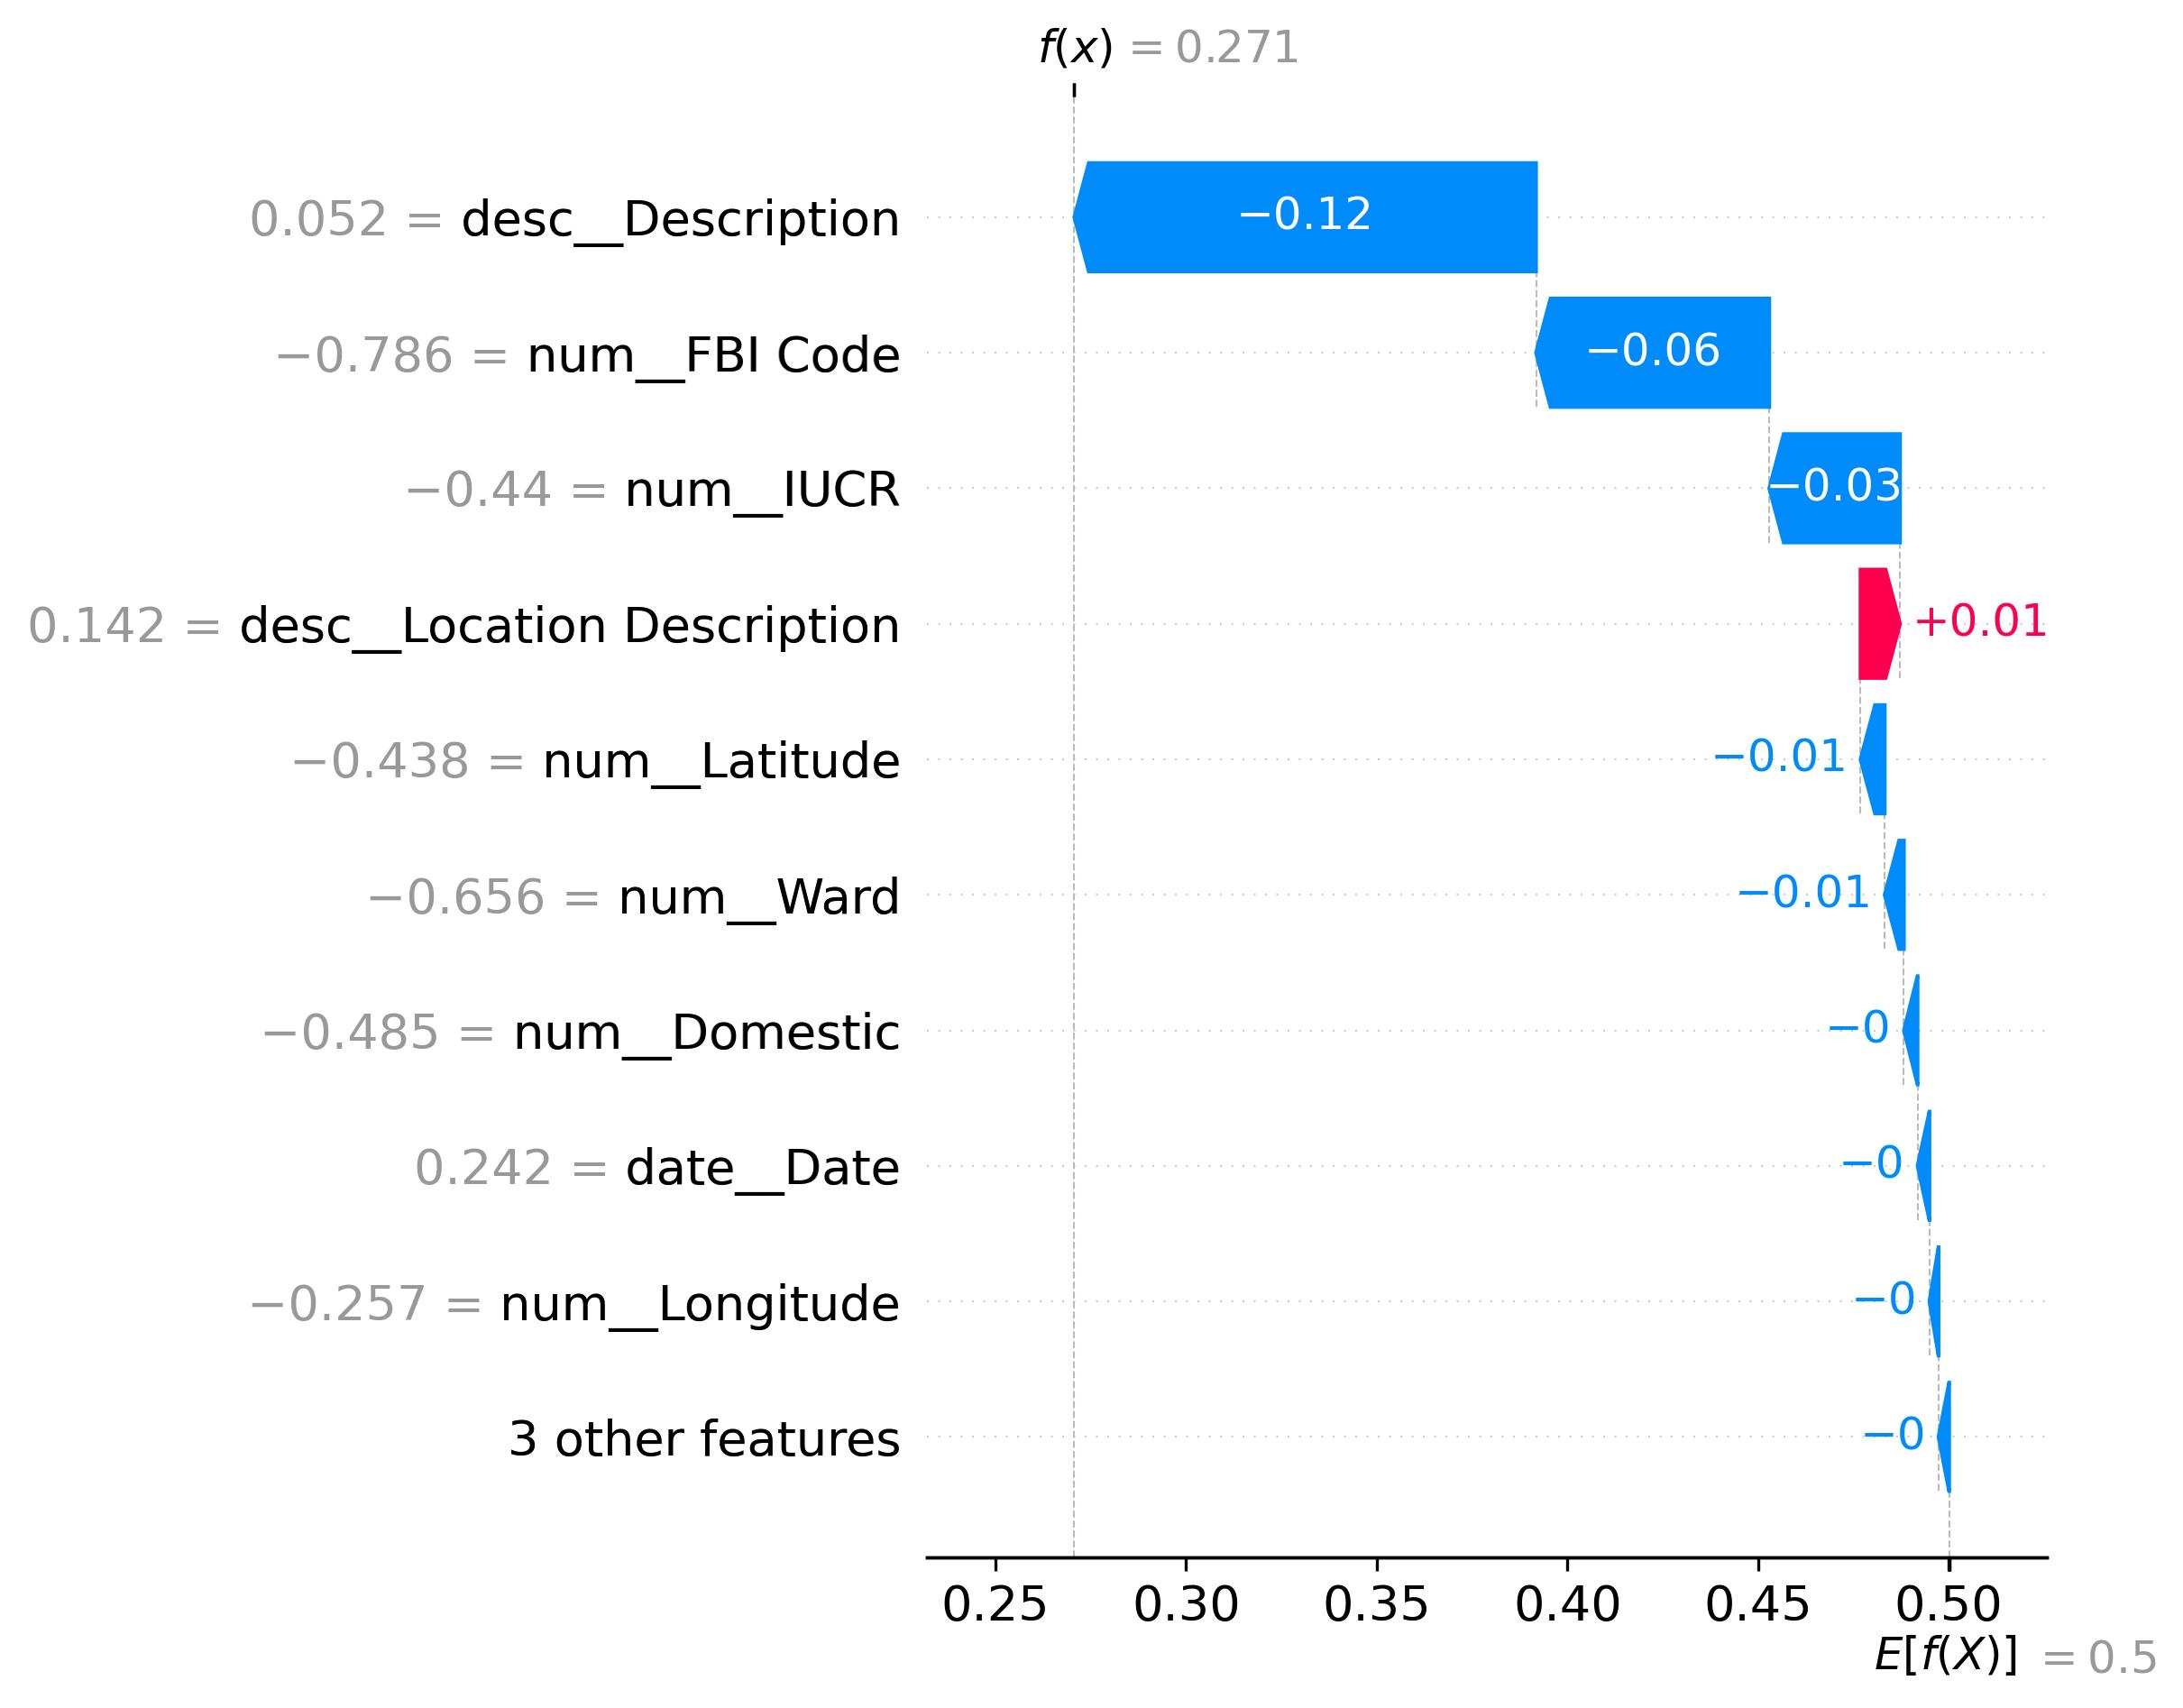 f(x) = 0.271
0.052 = desc__Description −0.12
−0.786 = num__FBI Code −0.06
−0.44 = num__IUCR −0.03
0.142 = desc__Location Description +0.01
−0.438 = num__Latitude −0.01
−0.656 = num__Ward −0.01
−0.485 = num__Domestic −0
0.242 = date__Date −0
−0.257 = num__Longitude −0
3 other features −0
0.25 0.30 0.35 0.40 0.45 0.50
E[f(X)] = 0.5